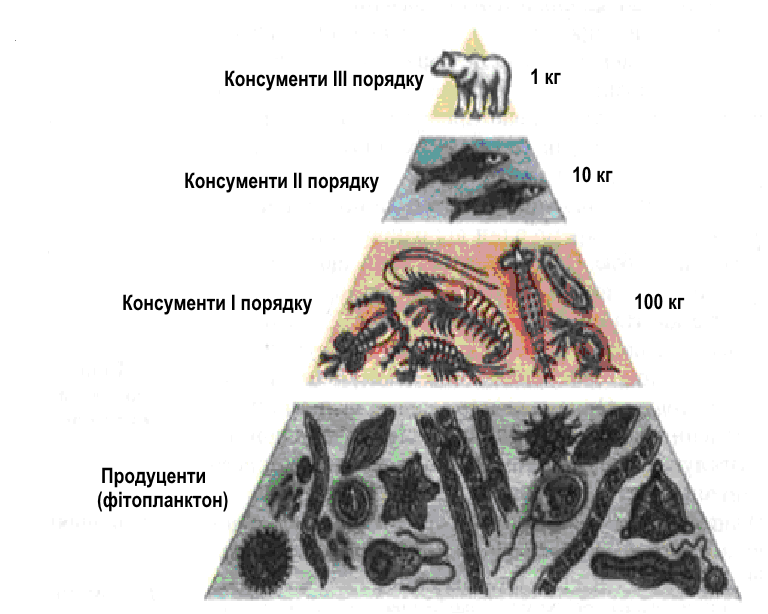 Консументи III порядку
1 кг
Консументи II порядку
10 кг
Консументи I порядку
100 кг
Продуценти
(фітопланктон)